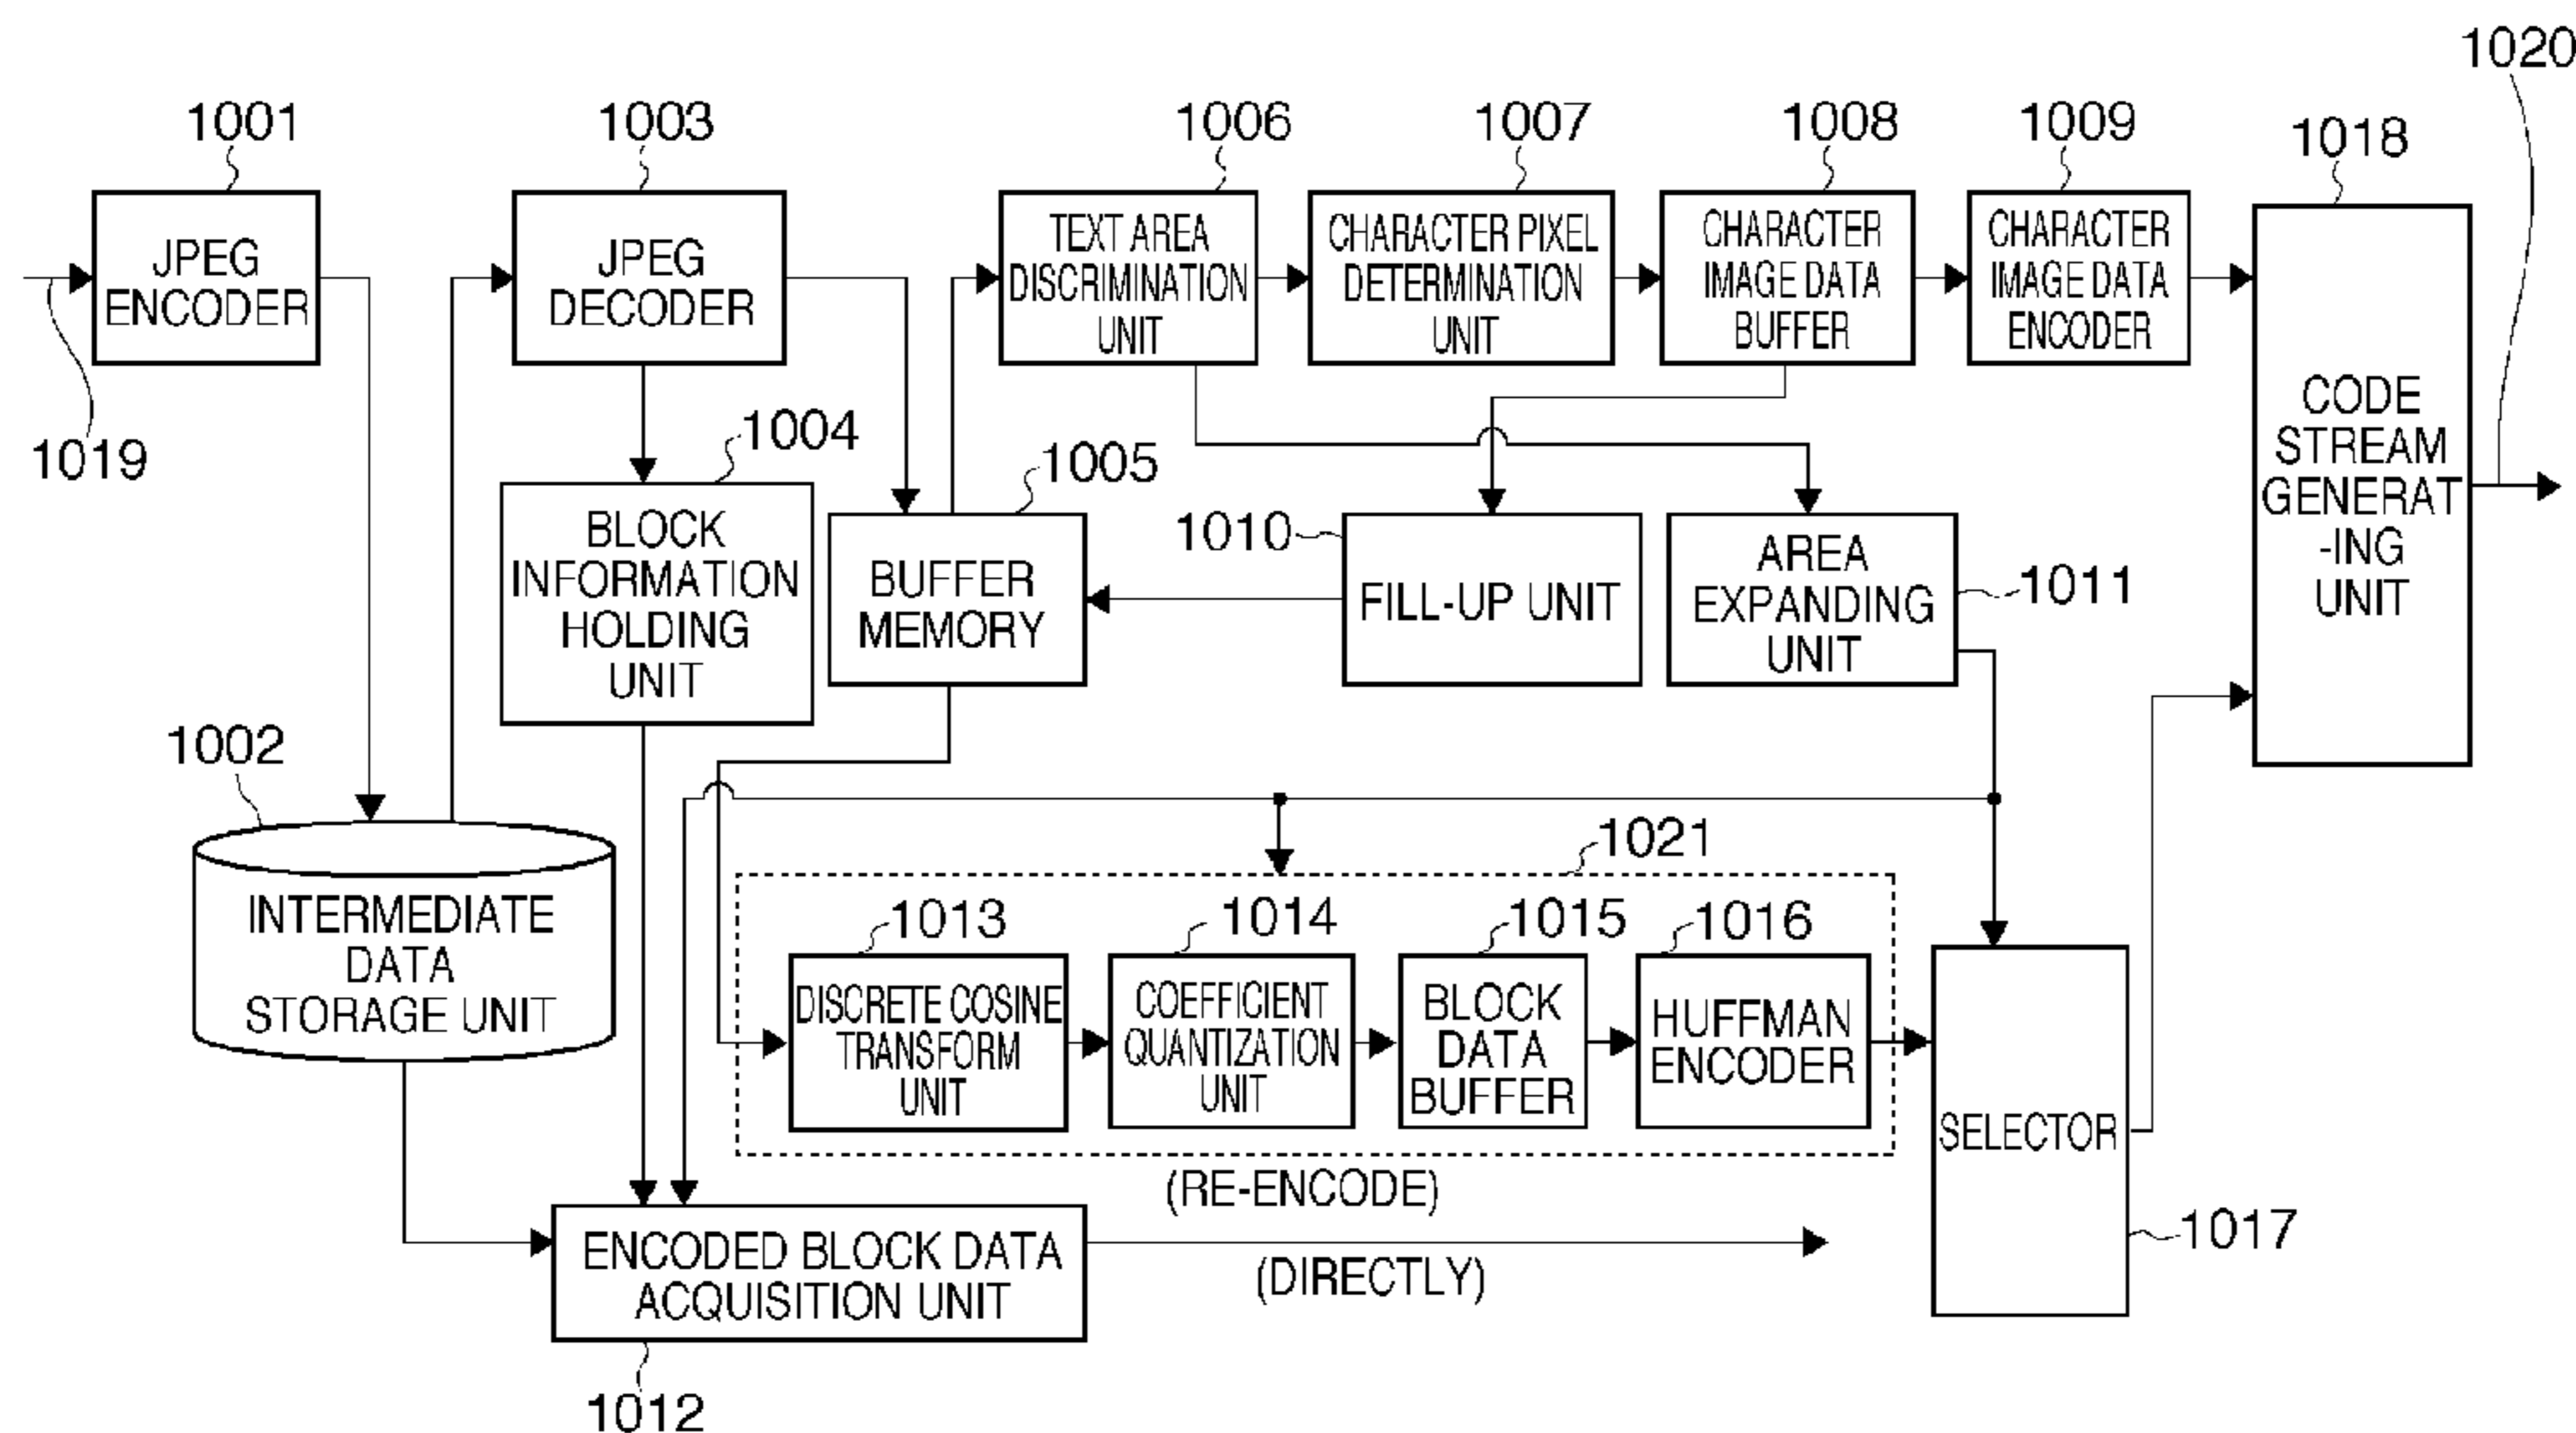 1020
1001
1003
1006
1007
1008
1009
1018
JPEG
ENCODER
JPEG
DECODER
TEXT AREA
DISCRIMINATION
UNIT
CHARACTER PIXEL
DETERMINATION
UNIT
CHARACTER
IMAGE DATA
BUFFER
CHARACTER
IMAGE DATA
ENCODER
CODE
STREAM
GENERAT
-ING
UNIT
1019
1004
1005
1010
1011
BLOCK
INFORMATION
HOLDING
UNIT
BUFFER
MEMORY
FILL-UP UNIT
AREA
EXPANDING
UNIT
1002
INTERMEDIATE
DATA
STORAGE UNIT
1021
1013
1014
1015
1016
DISCRETE COSINE
TRANSFORM
UNIT
COEFFICIENT
QUANTIZATION
UNIT
BLOCK
DATA
BUFFER
HUFFMAN
ENCODER
SELECTOR
(RE-ENCODE)
1017
ENCODED BLOCK DATA
ACQUISITION UNIT
(DIRECTLY)
1012